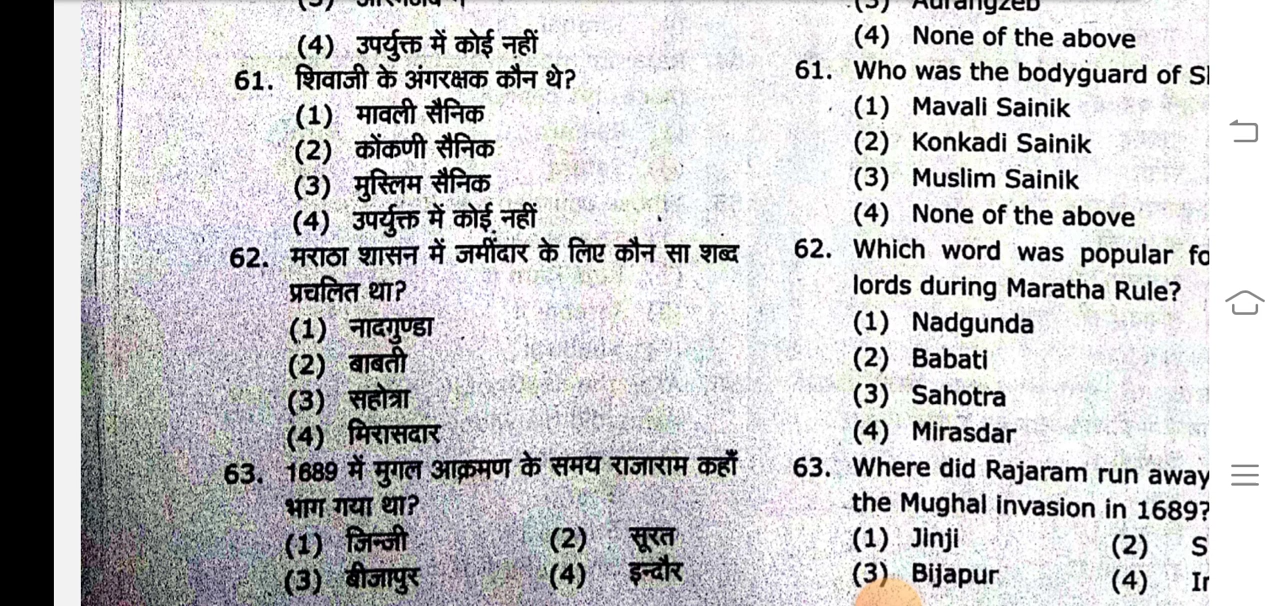 (4) उपर्युक्त में कोई नहीं
61. शिवाजी के अंगरक्षक कौन थे?
(1) मावली सैनिक
(2) कोंकणी सैनिक
(3) मुस्लिम सैनिक
(4) उपर्युक्त में कोई नहीं
62. मराठा शासन में जमींदार के लिए कौन सा शब्द
प्रचलित था?
(1) नादगुण्डा
(2) बाबती
(3) सहोत्रा
(4) मिरासदार
63. 1689 में मुगल आक्रमण के समय राजाराम कहाँ
भाग गया था?
(1) जिन्जी (2) सूरत
(3) बीजापुर (4) इन्दौर
(3) Aurangzeb
(4) None of the above
61. Who was the bodyguard of
(1) Mavali Sainik
(2) Konkadi Sainik
(3) Muslim Sainik
(4) None of the above
62. Which word was popular
lords during Maratha Rule?
(1) Nadgunda
(2) Babati
(3) Sahotra
(4) Mirasdar
63. Where did Rajaram run away
the Mughal invasion in 1689?
(1) Jinji (2)
(3) Bijapur (4)